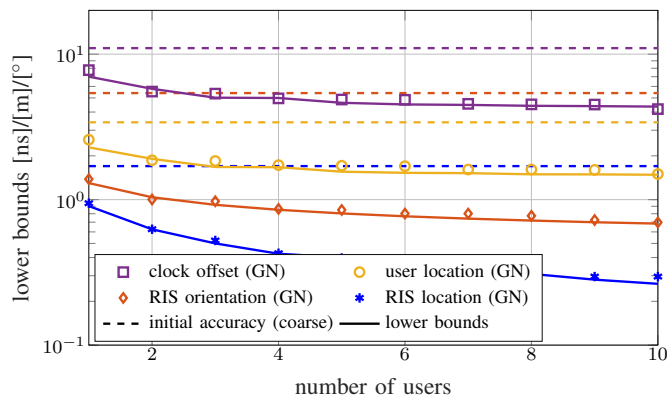 lower bounds [ns]/[m]/[°]
10^1
10^0
10^{-1}
clock offset (GN) user location (GN)
RIS orientation (GN) RIS location (GN)
initial accuracy (coarse) lower bounds
2 4 6 8 10
number of users